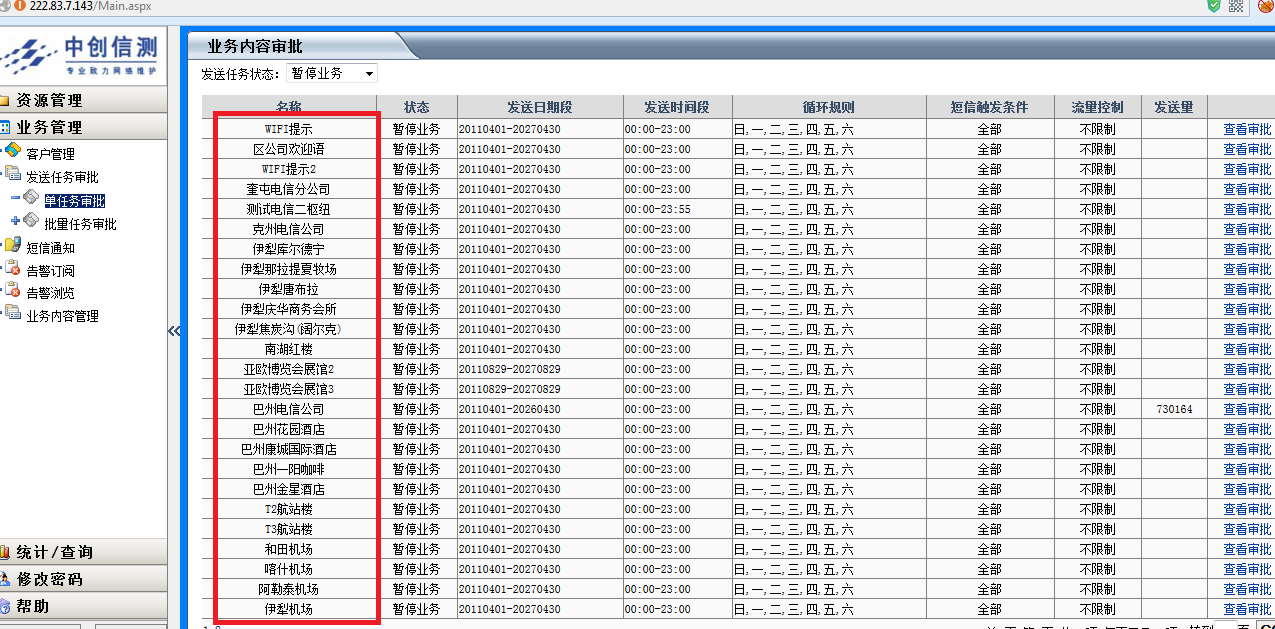 222.83.7.143/Main.aspx
中创信测
专业致力网络维护
资源管理
业务管理
客户管理
发送任务审批
单任务审批
批量任务审批
短信通知
告警订阅
告警浏览
业务内容管理
统计/查询
修改密码
帮助
业务内容审批
发送任务状态: 暂停业务
名称 状态 发送日期段 发送时间段 循环规则 短信触发条件 流量控制 发送量
WIFI提示 暂停业务 20110401-20270430 00:00-23:00 日,一,二,三,四,五,六 全部 不限制 查看审批
区公司欢迎语 暂停业务 20110401-20270430 00:00-23:00 日,一,二,三,四,五,六 全部 不限制 查看审批
WIFI提示2 暂停业务 20110401-20270430 00:00-23:00 日,一,二,三,四,五,六 全部 不限制 查看审批
奎屯电信分公司 暂停业务 20110401-20270430 00:00-23:00 日,一,二,三,四,五,六 全部 不限制 查看审批
测试电信二枢纽 暂停业务 20110401-20270430 00:00-23:55 日,一,二,三,四,五,六 全部 不限制 查看审批
克州电信公司 暂停业务 20110401-20270430 00:00-23:00 日,一,二,三,四,五,六 全部 不限制 查看审批
伊犁库尔德宁 暂停业务 20110401-20270430 00:00-23:00 日,一,二,三,四,五,六 全部 不限制 查看审批
伊犁那拉提夏牧场 暂停业务 20110401-20270430 00:00-23:00 日,一,二,三,四,五,六 全部 不限制 查看审批
伊犁唐布拉 暂停业务 20110401-20270430 00:00-23:00 日,一,二,三,四,五,六 全部 不限制 查看审批
伊犁庆华商务会所 暂停业务 20110401-20270430 00:00-23:00 日,一,二,三,四,五,六 全部 不限制 查看审批
伊犁焦炭沟(阔尔克) 暂停业务 20110401-20270430 00:00-23:00 日,一,二,三,四,五,六 全部 不限制 查看审批
南湖红楼 暂停业务 20110401-20270430 00:00-23:00 日,一,二,三,四,五,六 全部 不限制 查看审批
亚欧博览会展馆2 暂停业务 20110829-20270829 00:00-23:00 日,一,二,三,四,五,六 全部 不限制 查看审批
亚欧博览会展馆3 暂停业务 20110829-20270829 00:00-23:00 日,一,二,三,四,五,六 全部 不限制 查看审批
巴州电信公司 暂停业务 20110401-20260430 00:00-23:00 日,一,二,三,四,五,六 全部 不限制 730164 查看审批
巴州花园酒店 暂停业务 20110401-20270430 00:00-23:00 日,一,二,三,四,五,六 全部 不限制 查看审批
巴州康城国际酒店 暂停业务 20110401-20270430 00:00-23:00 日,一,二,三,四,五,六 全部 不限制 查看审批
巴州一阳咖啡 暂停业务 20110401-20270430 00:00-23:00 日,一,二,三,四,五,六 全部 不限制 查看审批
巴州金星酒店 暂停业务 20110401-20270430 00:00-23:00 日,一,二,三,四,五,六 全部 不限制 查看审批
T2航站楼 暂停业务 20110401-20270430 00:00-23:00 日,一,二,三,四,五,六 全部 不限制 查看审批
T3航站楼 暂停业务 20110401-20270430 00:00-23:00 日,一,二,三,四,五,六 全部 不限制 查看审批
和田机场 暂停业务 20110401-20270430 00:00-23:00 日,一,二,三,四,五,六 全部 不限制 查看审批
喀什机场 暂停业务 20110401-20270430 00:00-23:00 日,一,二,三,四,五,六 全部 不限制 查看审批
阿勒泰机场 暂停业务 20110401-20270430 00:00-23:00 日,一,二,三,四,五,六 全部 不限制 查看审批
伊犁机场 暂停业务 20110401-20270430 00:00-23:00 日,一,二,三,四,五,六 全部 不限制 查看审批